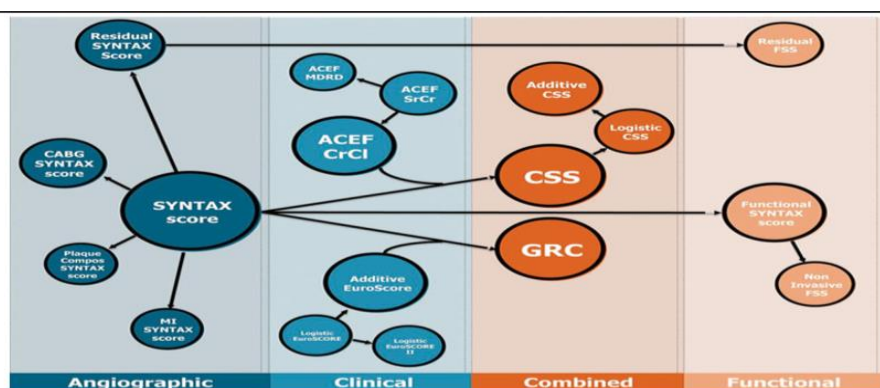 Residual
SYNTAX
Score
CABG
SYNTAX
score
SYNTAX
score
Plaque
Compos
SYNTAX
score
MI
SYNTAX
score
ACEF
MDRD
ACEF
SrCr
ACEF
CrCl
Additive
EuroScore
Logistic
EuroSCORE
Logistic
EuroSCORE
II
Additive
CSS
Logistic
CSS
CSS
GRC
Residual
FSS
Functional
SYNTAX
score
Non
Invasive
FSS
Angiographic
Clinical
Combined
Functional